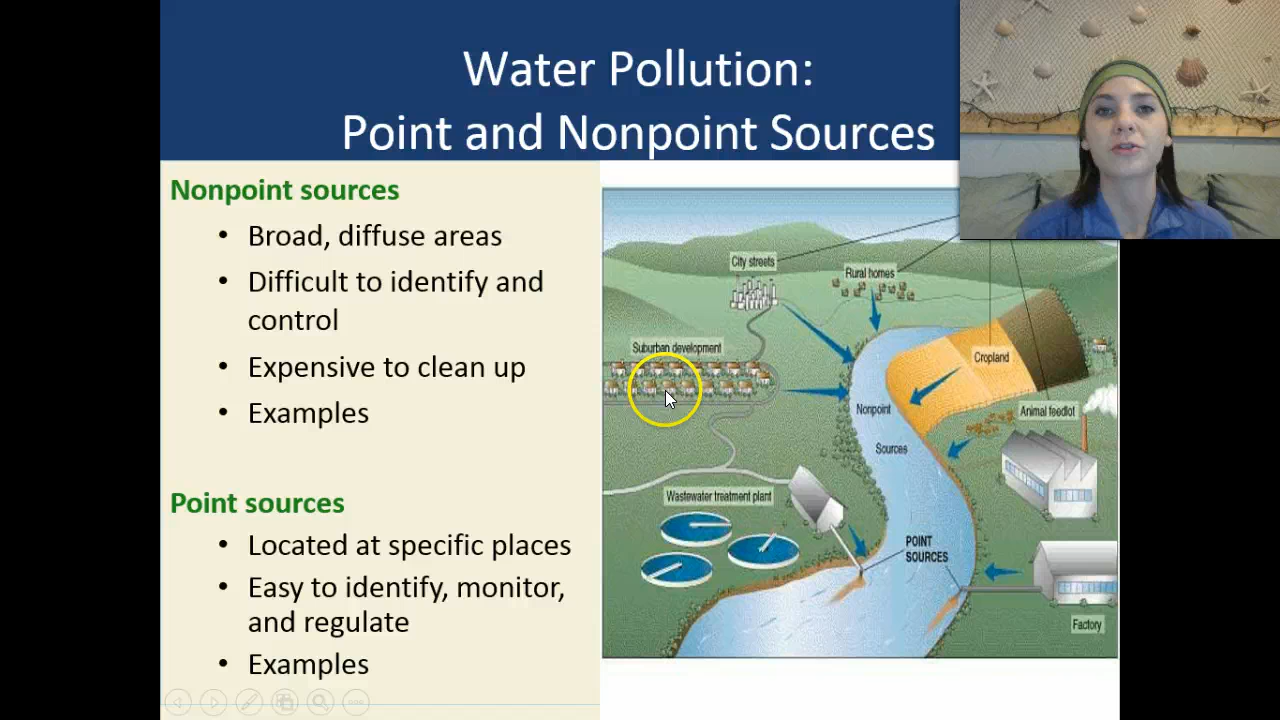 Water Pollution:
Point and Nonpoint Sources
Nonpoint sources
• Broad, diffuse areas
• Difficult to identify and
control
• Expensive to clean up
• Examples
Point sources
• Located at specific places
• Easy to identify, monitor,
and regulate
• Examples
City streets
Rural homes
Suburban development
Cropland
Nonpoint
Sources
Animal feedlot
Wastewater treatment plant
POINT
SOURCES
Factory